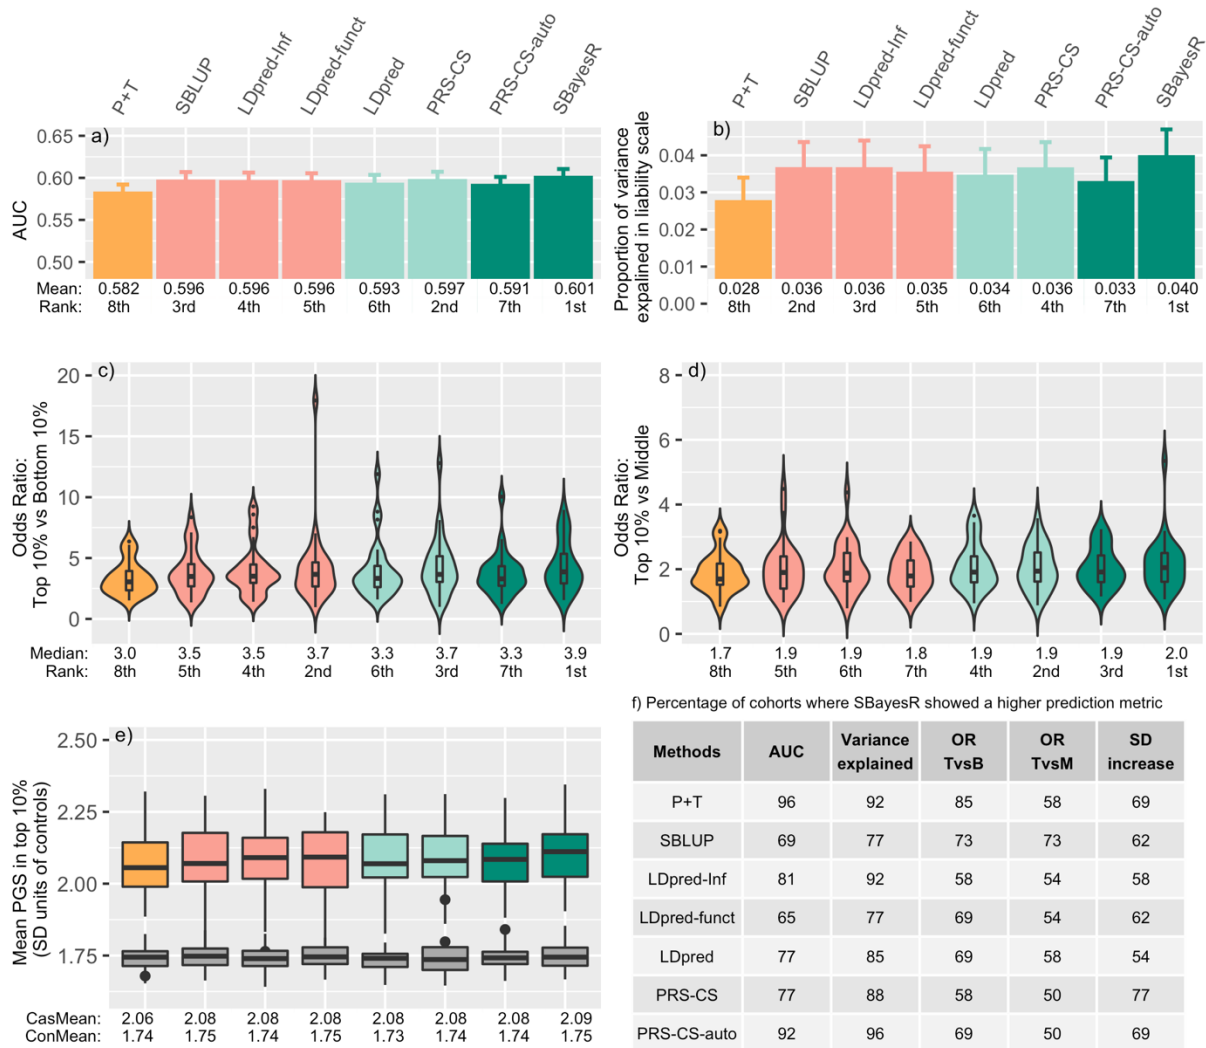 P+T SBLUP LDpred-Inf LDpred-funct LDpred PRS-CS PRS-CS-auto SBayesR
a)
AUC
0.65
0.60
0.55
0.50
Mean: 0.582 0.596 0.596 0.596 0.593 0.597 0.591 0.601
Rank: 8th 3rd 4th 5th 6th 2nd 7th 1st
P+T SBLUP LDpred-Inf LDpred-funct LDpred PRS-CS PRS-CS-auto SBayesR
b)
Proportion of variance
expalined in liability scale
0.04
0.03
0.02
0.01
0.00
0.028 0.036 0.036 0.035 0.034 0.036 0.033 0.040
8th 2nd 3rd 5th 6th 4th 7th 1st
c)
Odds Ratio:
Top 10% vs Bottom 10%
20
15
10
5
0
Median: 3.0 3.5 3.5 3.7 3.3 3.7 3.3 3.9
Rank: 8th 5th 4th 2nd 6th 3rd 7th 1st
d)
Odds Ratio:
Top 10% vs Middle
8
6
4
2
0
1.7 1.9 1.9 1.8 1.9 1.9 1.9 2.0
8th 5th 6th 7th 4th 2nd 3rd 1st
e)
Mean PGS in top 10%
(SD units of controls)
2.50
2.25
2.00
1.75
CasMean: 2.06 2.08 2.08 2.08 2.08 2.08 2.08 2.09
ConMean: 1.74 1.75 1.74 1.75 1.73 1.74 1.74 1.75
f) Percentage of cohorts where SBayesR showed a higher prediction metric
Methods AUC Variance explained OR TvsB OR TvsM SD increase
P+T 96 92 85 58 69
SBLUP 69 77 73 73 62
LDpred-Inf 81 92 58 54 58
LDpred-funct 65 77 69 54 62
LDpred 77 85 69 58 54
PRS-CS 77 88 58 50 77
PRS-CS-auto 92 96 69 50 69